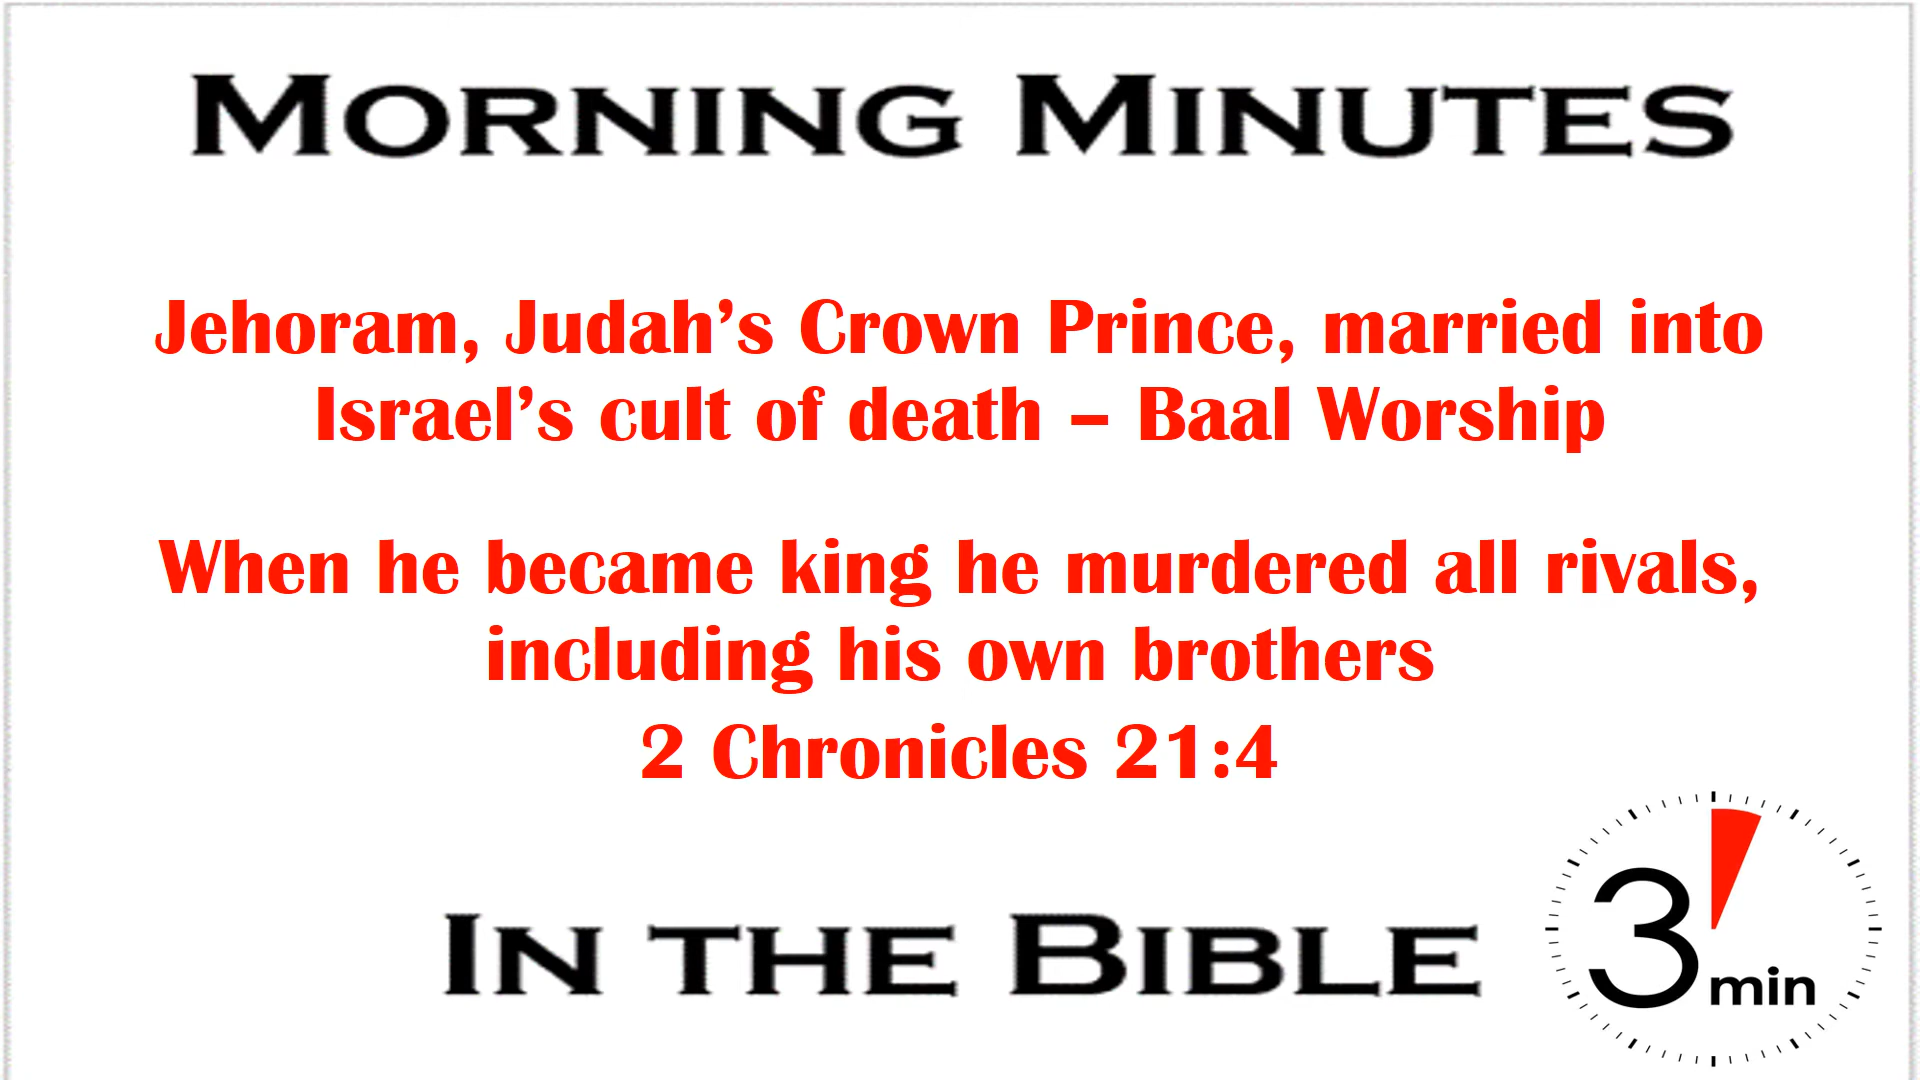 MORNING MINUTES
Jehoram, Judah’s Crown Prince, married into
Israel’s cult of death – Baal Worship
When he became king he murdered all rivals,
including his own brothers
2 Chronicles 21:4
IN THE BIBLE
3 min